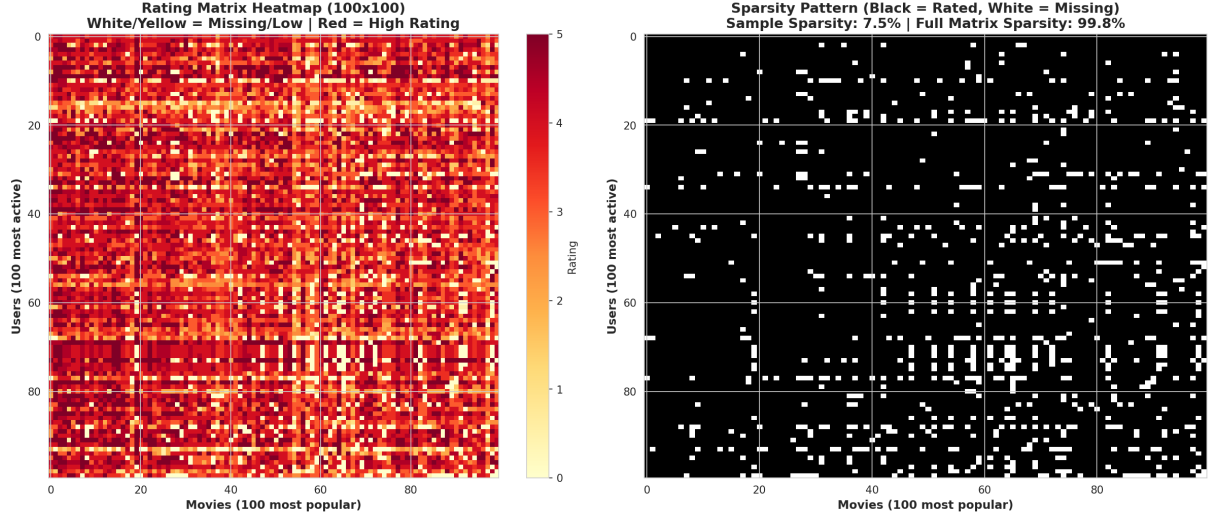 Rating Matrix Heatmap (100x100)
White/Yellow = Missing/Low | Red = High Rating
0
20
40
60
80
Users (100 most active)
0
20
40
60
80
Movies (100 most popular)
5
4
3
2
1
0
Rating
Sparsity Pattern (Black = Rated, White = Missing)
Sample Sparsity: 7.5% | Full Matrix Sparsity: 99.8%
0
20
40
60
80
Users (100 most active)
0
20
40
60
80
Movies (100 most popular)